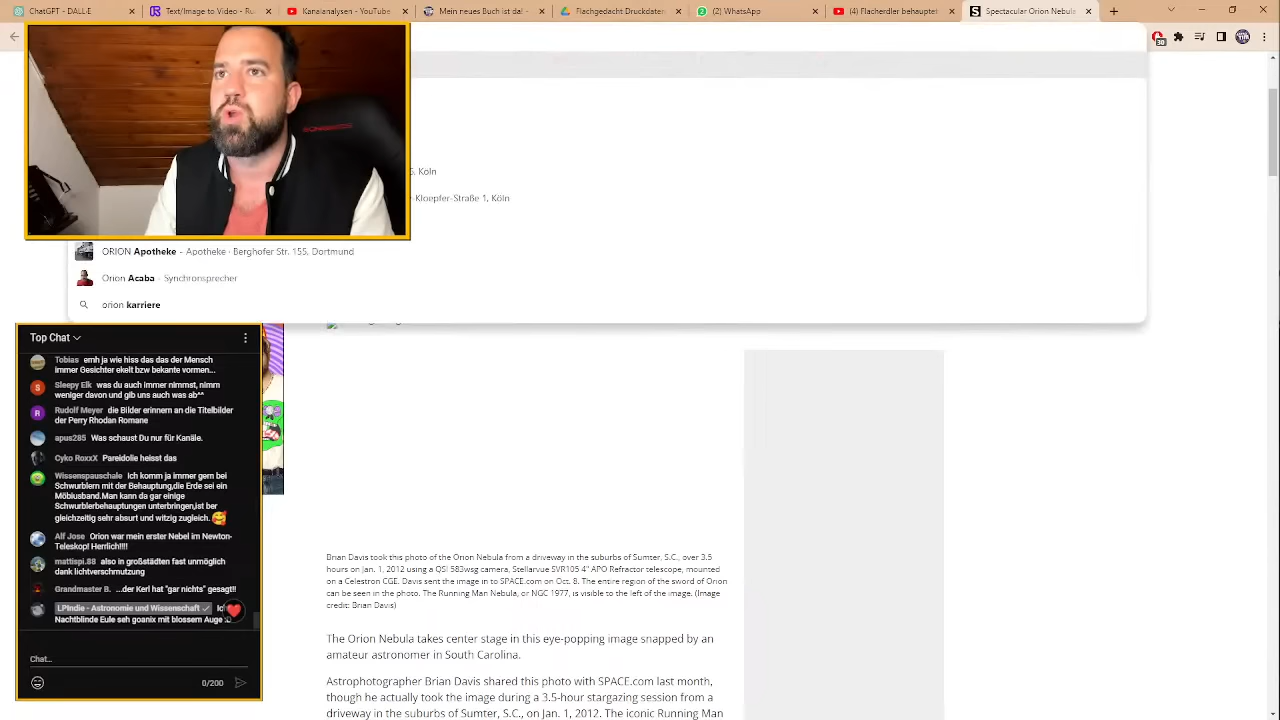 ChatGPT - DALL·E
Text/Image to Video - Ru
Kanalanalysen - YouTube
Mein neues Buch ist da! -
Flachgedacht Druckdaten
(2) WhatsApp
(4) Flacherdler behauptet
Spectacular Orion Nebula
, Köln
-Kloepfer-Straße 1, Köln
ORION Apotheke - Apotheke · Berghofer Str. 155, Dortmund
Orion Acaba - Synchronsprecher
orion karriere
Top Chat
Tobias emh ja wie hiss das das der Mensch
immer Gesichter ekelt bzw bekante vormen...
Sleepy Elk was du auch immer nimmst, nimm
weniger davon und gib uns auch was ab^^
Rudolf Meyer die Bilder erinnern an die Titelbilder
der Perry Rhodan Romane
apus285 Was schaust Du nur für Kanäle.
Cyko RoxxX Pareidolie heisst das
Wissenspauschale Ich komm ja immer gern bei
Schwurblern mit der Behauptung,die Erde sei ein
Möbiusband.Man kann da gar einige
Schwurblerbehauptungen unterbringen,ist ber
gleichzeitig sehr absurt und witzig zugleich. 🥰
Alf Jose Orion war mein erster Nebel im Newton-
Teleskop! Herrlich!!!!
mattispi.88 also in großstädten fast unmöglich
dank lichtverschmutzung
Grandmaster B. ...der Kerl hat "gar nichts" gesagt!!
LPIndie - Astronomie und Wissenschaft
Nachtblinde Eule seh goanix mit blossem Auge
Chat...
0/200
Brian Davis took this photo of the Orion Nebula from a driveway in the suburbs of Sumter, S.C., over 3.5
hours on Jan. 1, 2012 using a QSI 583wsg camera, Stellarvue SVR105 4" APO Refractor telescope, mounted
on a Celestron CGE. Davis sent the image in to SPACE.com on Oct. 8. The entire region of the sword of Orion
can be seen in the photo. The Running Man Nebula, or NGC 1977, is visible to the left of the image. (Image
credit: Brian Davis)
The Orion Nebula takes center stage in this eye-popping image snapped by an
amateur astronomer in South Carolina.
Astrophotographer Brian Davis shared this photo with SPACE.com last month,
though he actually took the image during a 3.5-hour stargazing session from a
driveway in the suburbs of Sumter, S.C., on Jan. 1, 2012. The iconic Running Man